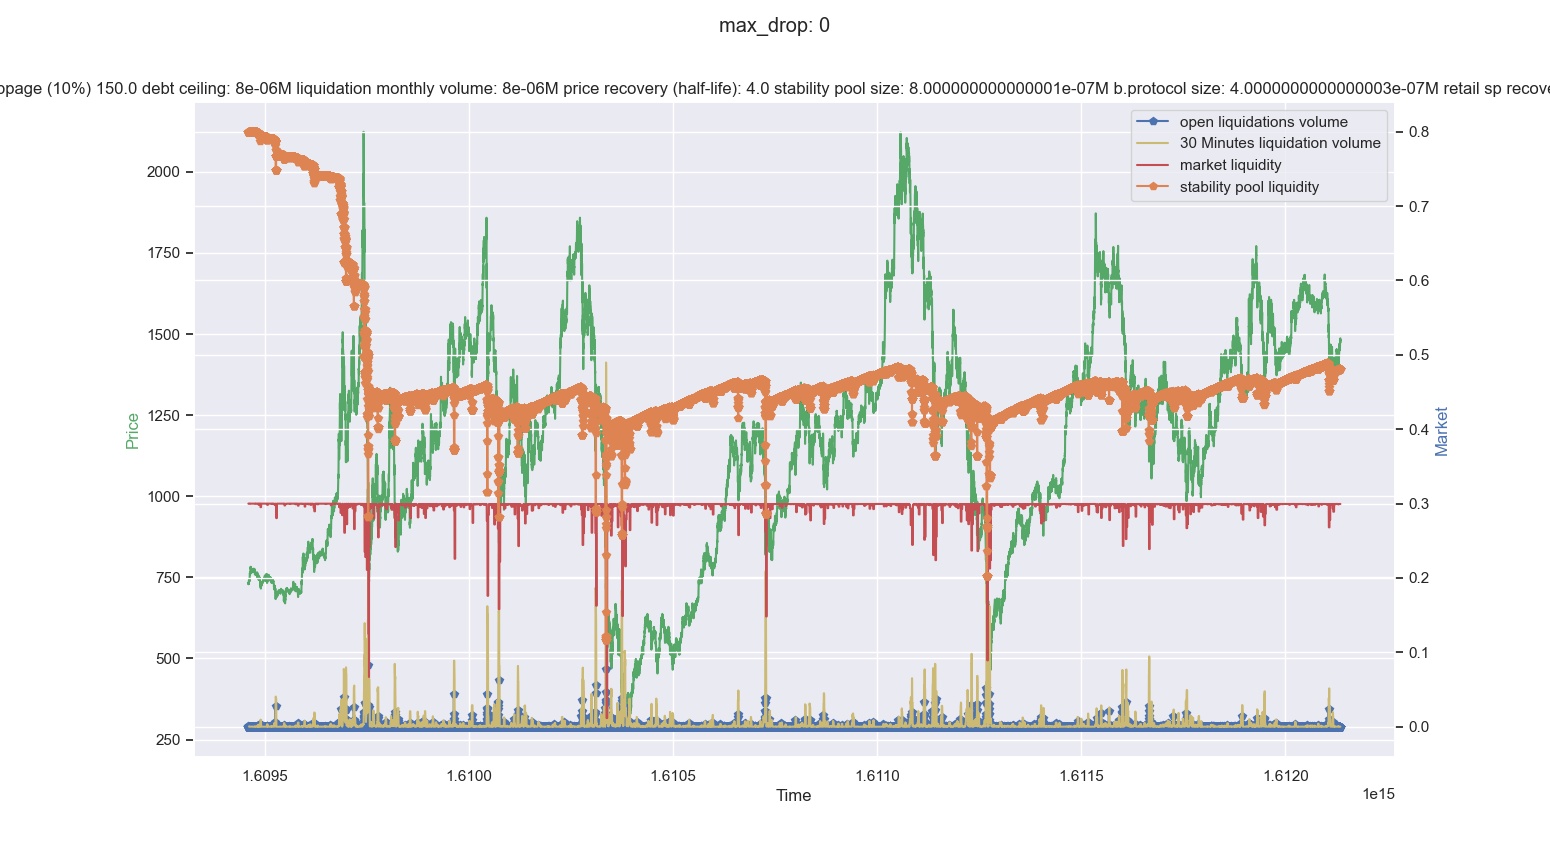 max_drop: 0
(10%) 150.0 debt ceiling: 8e-06M liquidation monthly volume: 8e-06M price recovery (half-life): 4.0 stability pool size: 8.000000000000001e-07M b.protocol size: 4.0000000000000003e-07M retail sp
open liquidations volume
30 Minutes liquidation volume
market liquidity
stability pool liquidity
2000
1750
1500
1250
1000
750
500
250
Price
0.8
0.7
0.6
0.5
0.4
0.3
0.2
0.1
0.0
Market
1.6095
1.6100
1.6105
1.6110
1.6115
1.6120
1e15
Time